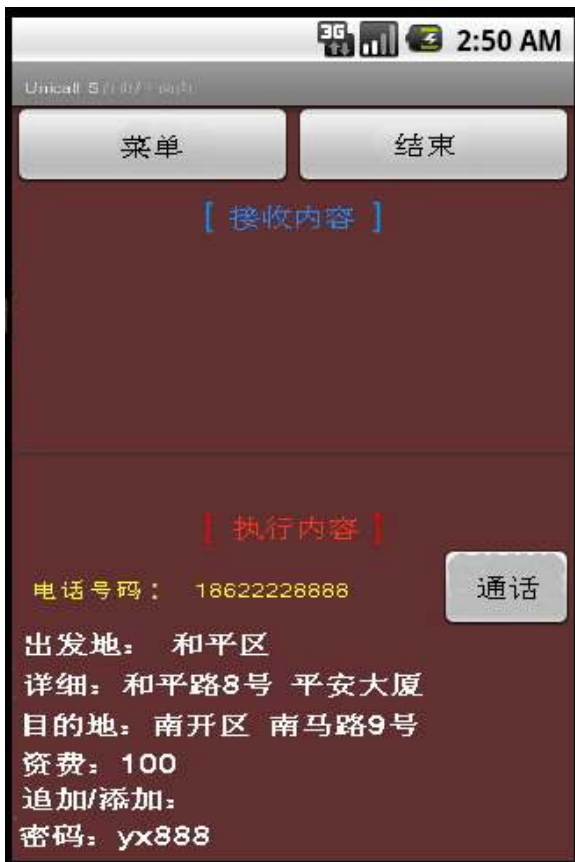 3G 2:50 AM
Unicall S
菜单 结束
[ 接收内容 ]
[ 执行内容 ]
电话号码： 18622228888 通话
出发地： 和平区
详细：和平路8号 平安大厦
目的地：南开区 南马路9号
资费：100
追加/添加：
密码：yx888